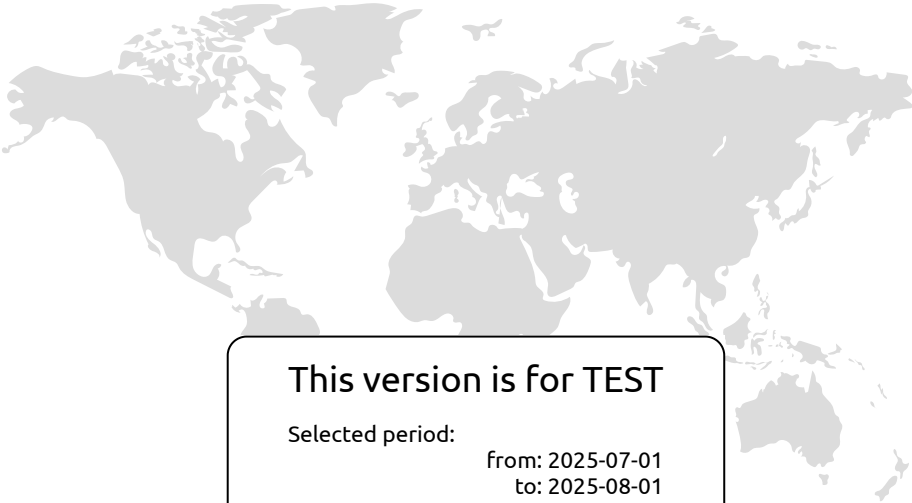 This version is for TEST
Selected period:
from: 2025-07-01
to: 2025-08-01